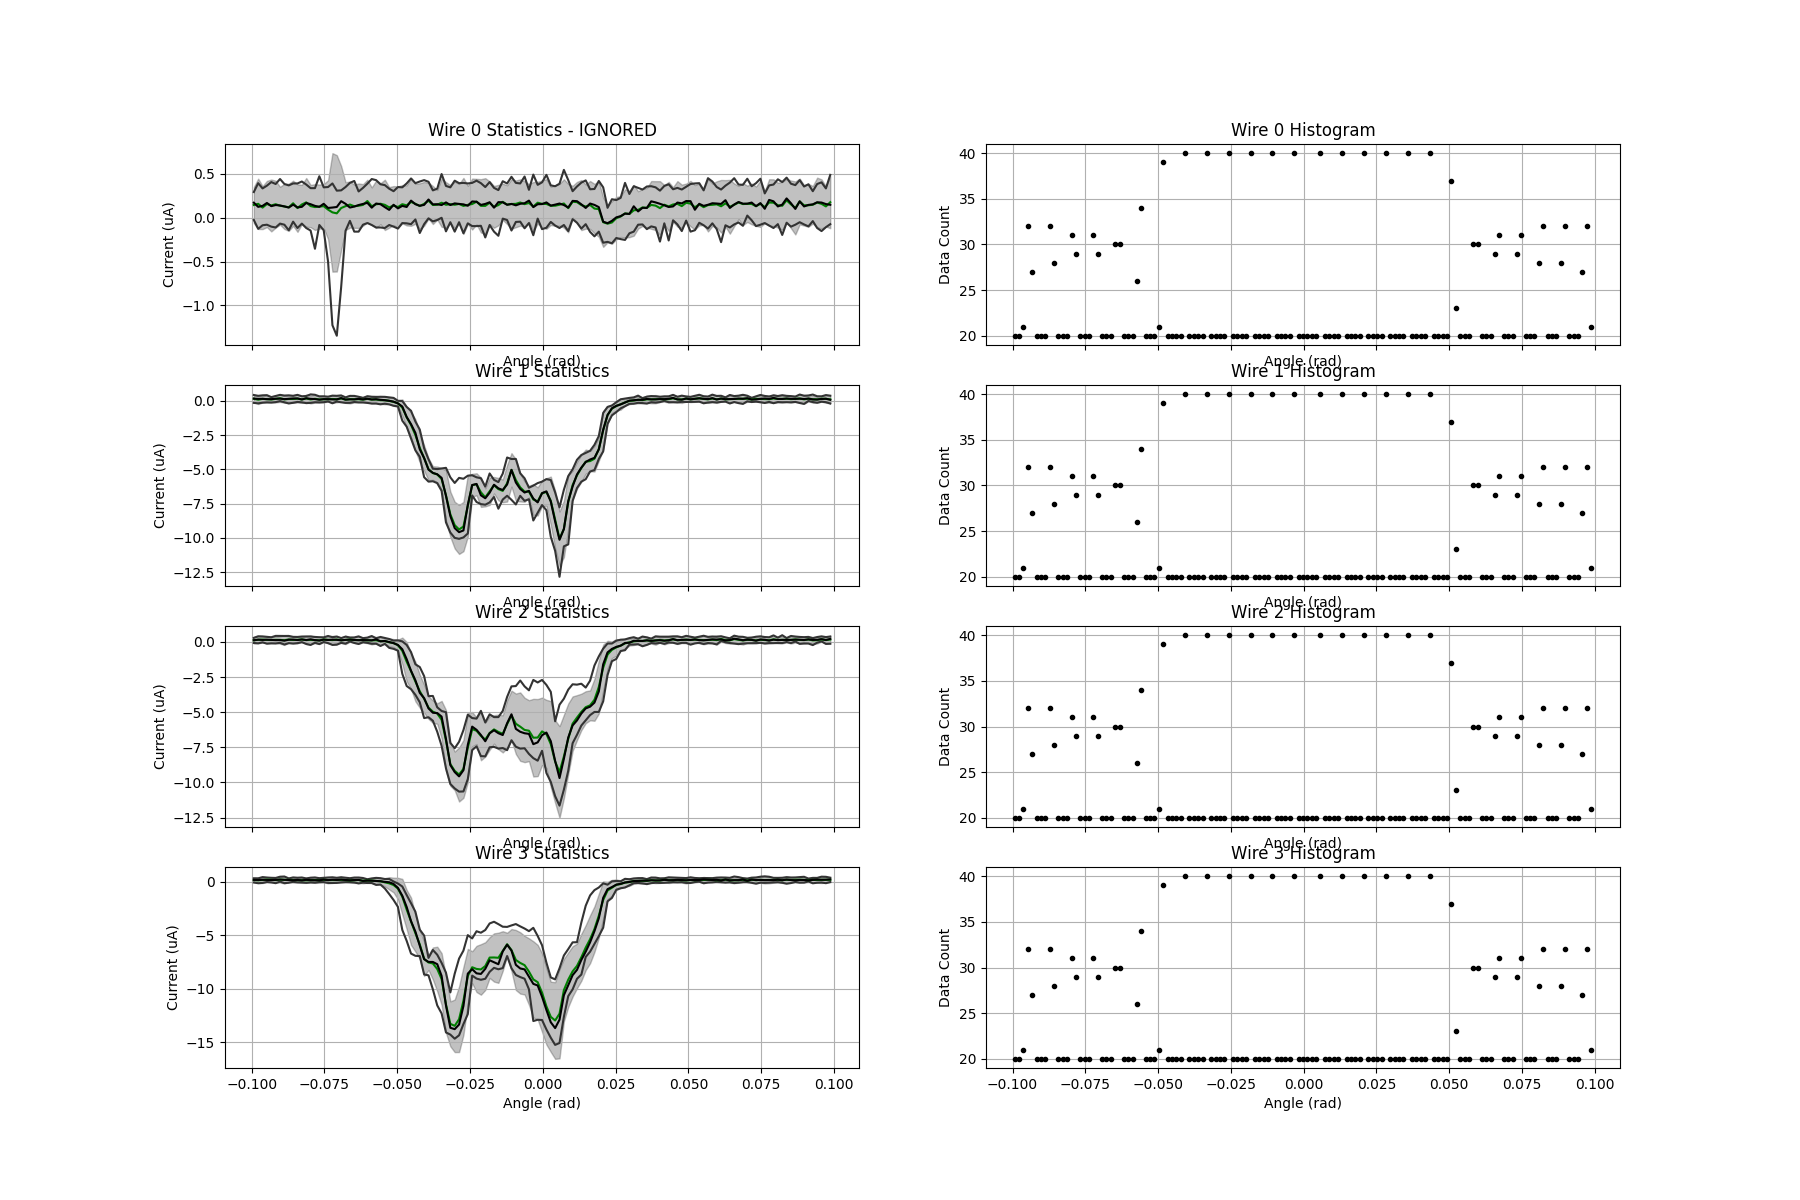 Wire 0 Statistics - IGNORED
Current (uA)
0.5
0.0
−0.5
−1.0
Angle (rad)
Wire 0 Histogram
Data Count
40
35
30
25
20
Angle (rad)
Wire 1 Statistics
Current (uA)
0.0
−2.5
−5.0
−7.5
−10.0
−12.5
Angle (rad)
Wire 1 Histogram
Data Count
40
35
30
25
20
Angle (rad)
Wire 2 Statistics
Current (uA)
0.0
−2.5
−5.0
−7.5
−10.0
−12.5
Angle (rad)
Wire 2 Histogram
Data Count
40
35
30
25
20
Angle (rad)
Wire 3 Statistics
Current (uA)
0
−5
−10
−15
−0.100 −0.075 −0.050 −0.025 0.000 0.025 0.050 0.075 0.100
Angle (rad)
Wire 3 Histogram
Data Count
40
35
30
25
20
−0.100 −0.075 −0.050 −0.025 0.000 0.025 0.050 0.075 0.100
Angle (rad)